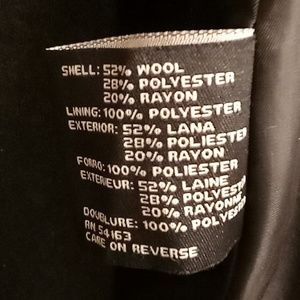 SHELL: 52% WOOL
28% POLYESTER
20% RAYON
LINING: 100% POLYESTER
EXTERIOR: 52% LANA
28% POLIESTER
20% RAYON
FORRO: 100% POLIESTER
EXTERIEUR: 52% LAINE
28% POLYESTER
20% RAYONNE
DOUBLURE: 100% POLYESTER
RN 54163
CARE ON REVERSE